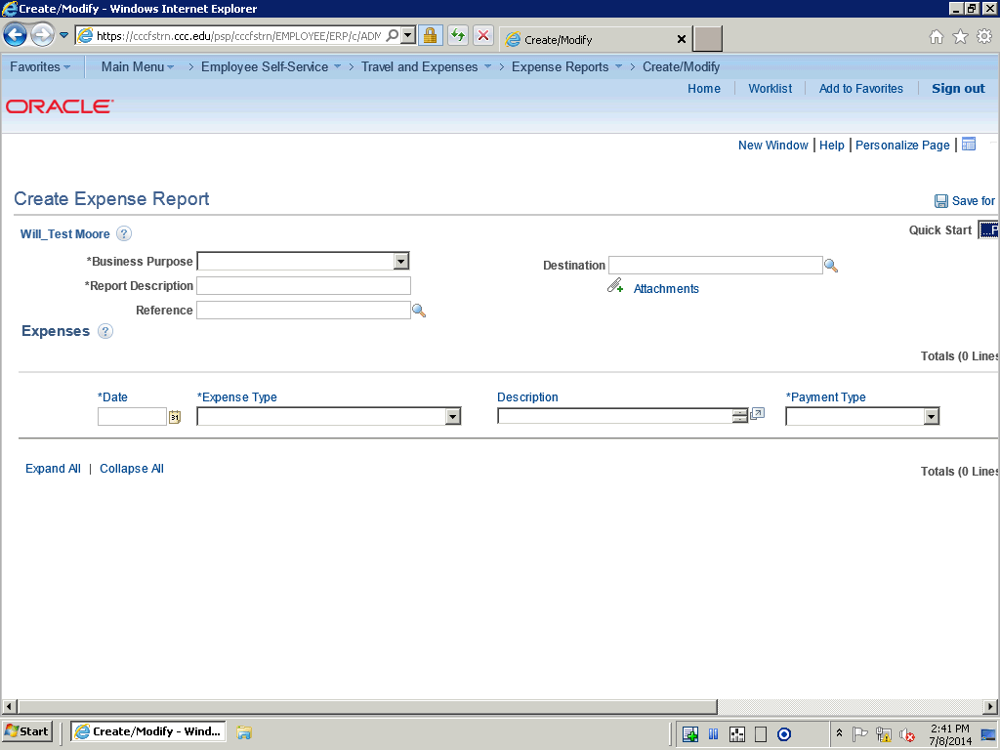 Create/Modify - Windows Internet Explorer
https://cccfstrn.ccc.edu/psp/cccfstrn/EMPLOYEE/ERP/c/ADM
Create/Modify
Favorites Main Menu > Employee Self-Service > Travel and Expenses > Expense Reports > Create/Modify
Home Worklist Add to Favorites Sign out
ORACLE
New Window | Help | Personalize Page |
Create Expense Report
Save for
Will_Test Moore ?
Quick Start
*Business Purpose
Destination
*Report Description
Attachments
Reference
Expenses ?
Totals (0 Lines
*Date *Expense Type Description *Payment Type
31
Expand All | Collapse All
Totals (0 Lines
Start
Create/Modify - Wind...
2:41 PM
7/8/2014